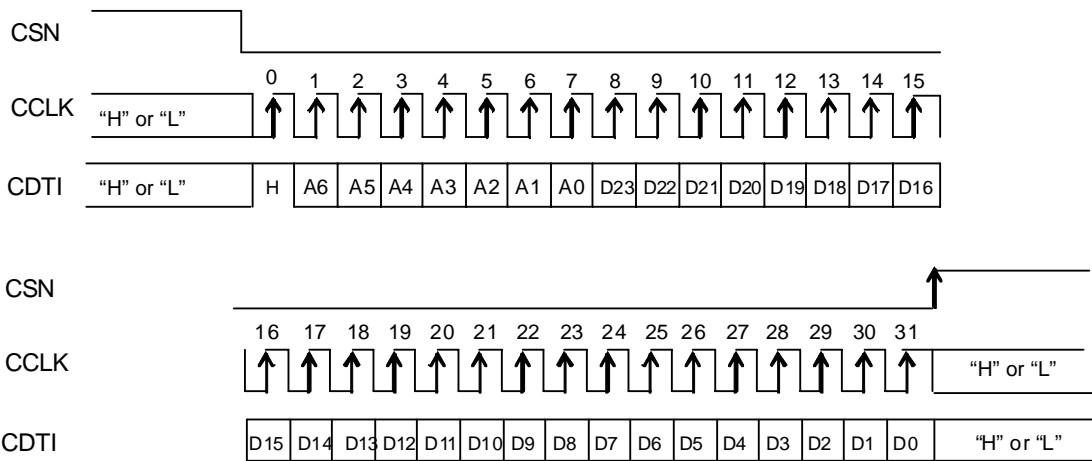 CSN
0 1 2 3 4 5 6 7 8 9 10 11 12 13 14 15
CCLK "H" or "L"
CDTI "H" or "L" H A6 A5 A4 A3 A2 A1 A0 D23 D22 D21 D20 D19 D18 D17 D16
CSN
16 17 18 19 20 21 22 23 24 25 26 27 28 29 30 31
CCLK "H" or "L"
CDTI D15 D14 D13 D12 D11 D10 D9 D8 D7 D6 D5 D4 D3 D2 D1 D0 "H" or "L"